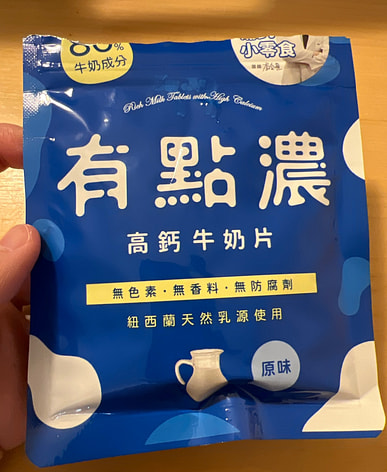 80%
牛奶成分
小零食
Rich Milk Tablets with High Calcium
有點濃
高鈣牛奶片
無色素·無香料·無防腐劑
紐西蘭天然乳源使用
原味